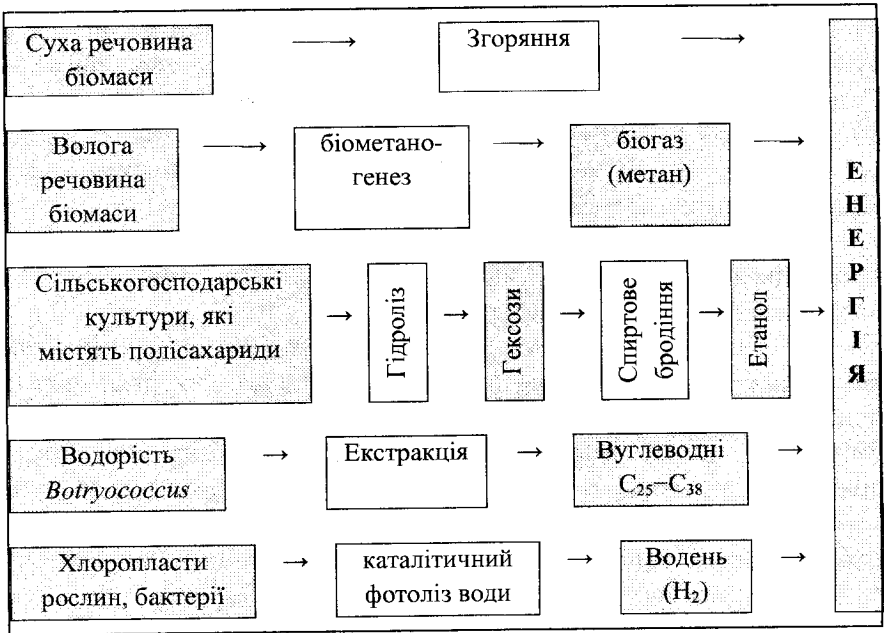 Суха речовина
біомаси
→
Згоряння
→
Волога
речовина
біомаси
→
біометано-
генез
→
біогаз
(метан)
→
Сільськогосподарські
культури, які
містять полісахариди
→
Гідроліз
→
Гексози
→
Спиртове
бродіння
→
Етанол
→
Водорість
Botryococcus
→
Екстракція
→
Вуглеводні
C₂₅–C₃₈
→
Хлоропласти
рослин, бактерії
→
каталітичний
фотоліз води
→
Водень
(H₂)
→
ЕНЕРГІЯ